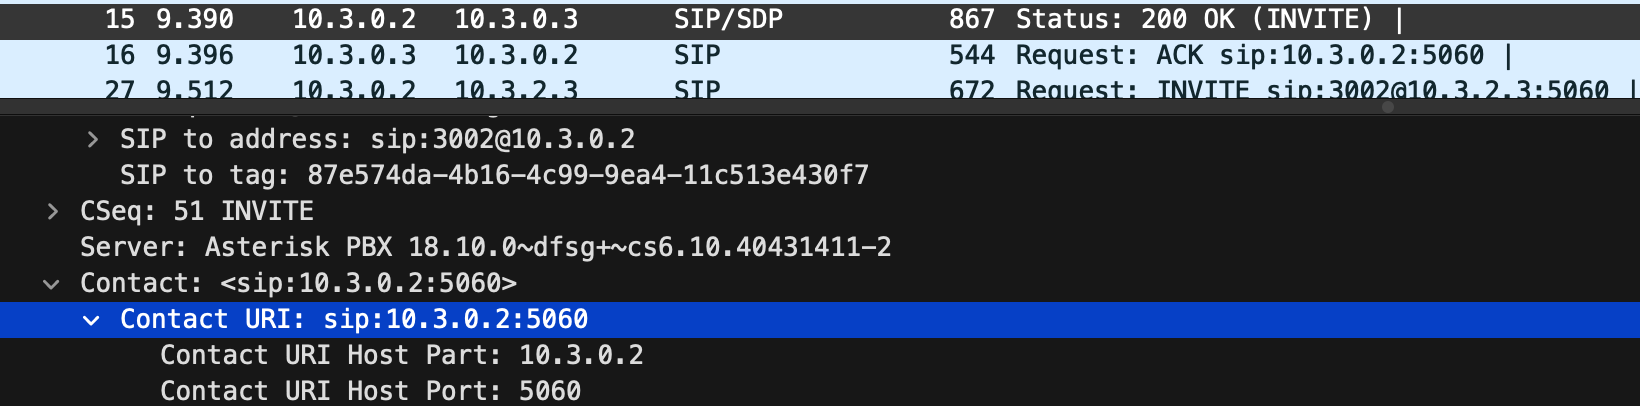 15 9.390 10.3.0.2 10.3.0.3 SIP/SDP 867 Status: 200 OK (INVITE) |
16 9.396 10.3.0.3 10.3.0.2 SIP 544 Request: ACK sip:10.3.0.2:5060 |
27 9.512 10.3.0.2 10.3.2.3 SIP 672 Request: INVITE sip:3002@10.3.2.3:5060 |
SIP to address: sip:3002@10.3.0.2
SIP to tag: 87e574da-4b16-4c99-9ea4-11c513e430f7
CSeq: 51 INVITE
Server: Asterisk PBX 18.10.0~dfsg+~cs6.10.40431411-2
Contact: <sip:10.3.0.2:5060>
Contact URI: sip:10.3.0.2:5060
Contact URI Host Part: 10.3.0.2
Contact URI Host Port: 5060